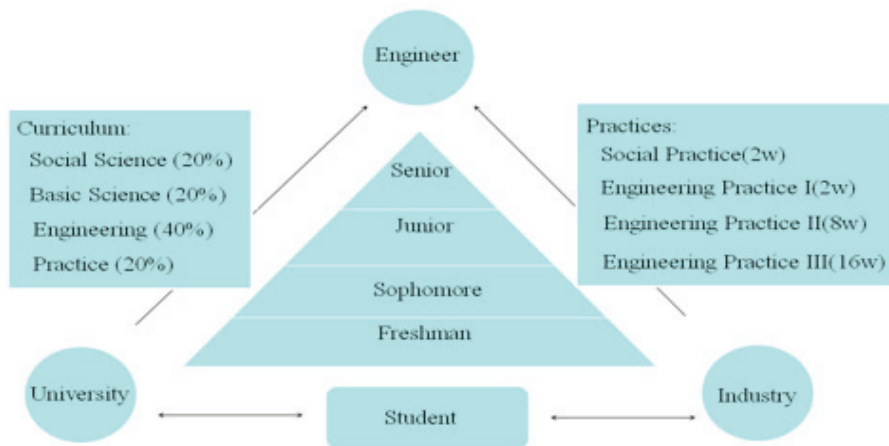 Engineer
Curriculum:
Social Science (20%)
Basic Science (20%)
Engineering (40%)
Practice (20%)
Practices:
Social Practice(2w)
Engineering Practice I(2w)
Engineering Practice II(8w)
Engineering Practice III(16w)
Senior
Junior
Sophomore
Freshman
University
Student
Industry